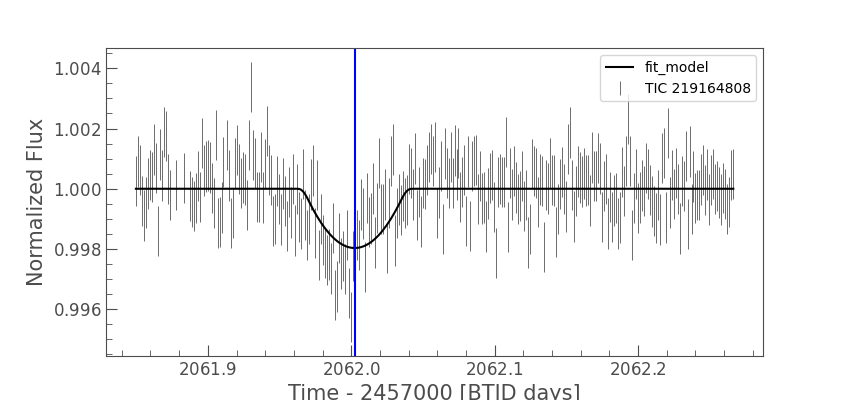 fit_model
TIC 219164808
1.004
1.002
1.000
0.998
0.996
Normalized Flux
2061.9 2062.0 2062.1 2062.2
Time - 2457000 [BTJD days]